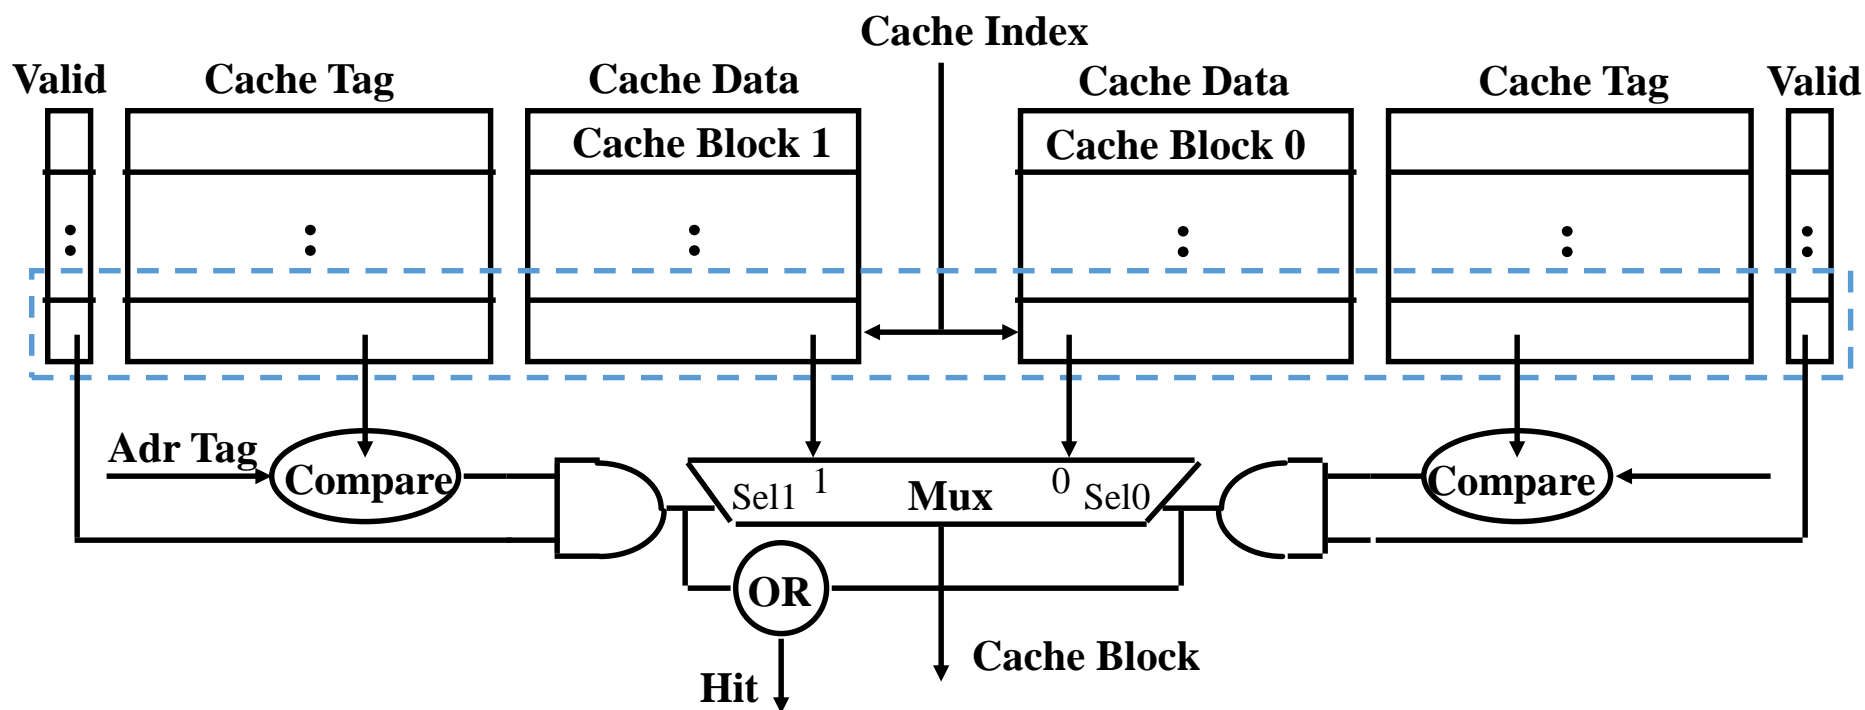 Cache Index
Valid Cache Tag Cache Data Cache Data Cache Tag Valid
Cache Block 1 Cache Block 0
Adr Tag Compare Sel1 1 Mux 0 Sel0 Compare
OR
Cache Block
Hit